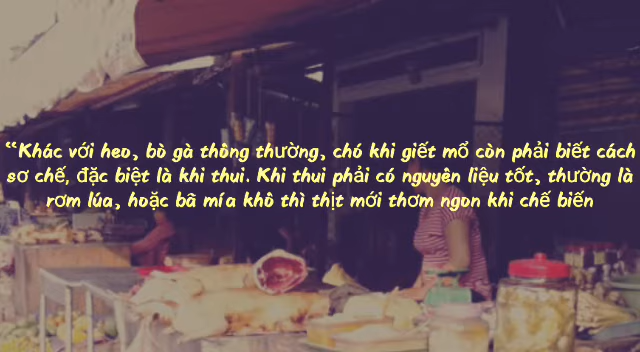 “Khác với heo, bò gà thông thường, chó khi giết mổ còn phải biết cách
sơ chế, đặc biệt là khi thui. Khi thui phải có nguyên liệu tốt, thường là
rơm lúa, hoặc bã mía khô thì thịt mới thơm ngon khi chế biến